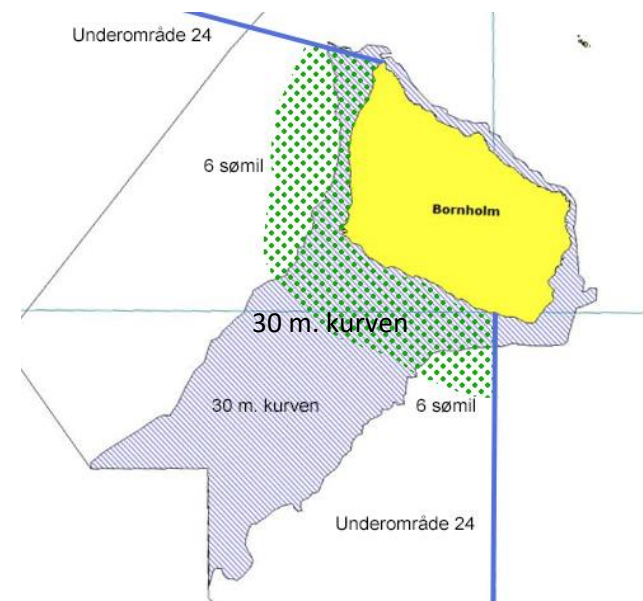 Underområde 24
6 sømil
Bornholm
30 m. kurven
30 m. kurven
6 sømil
Underområde 24